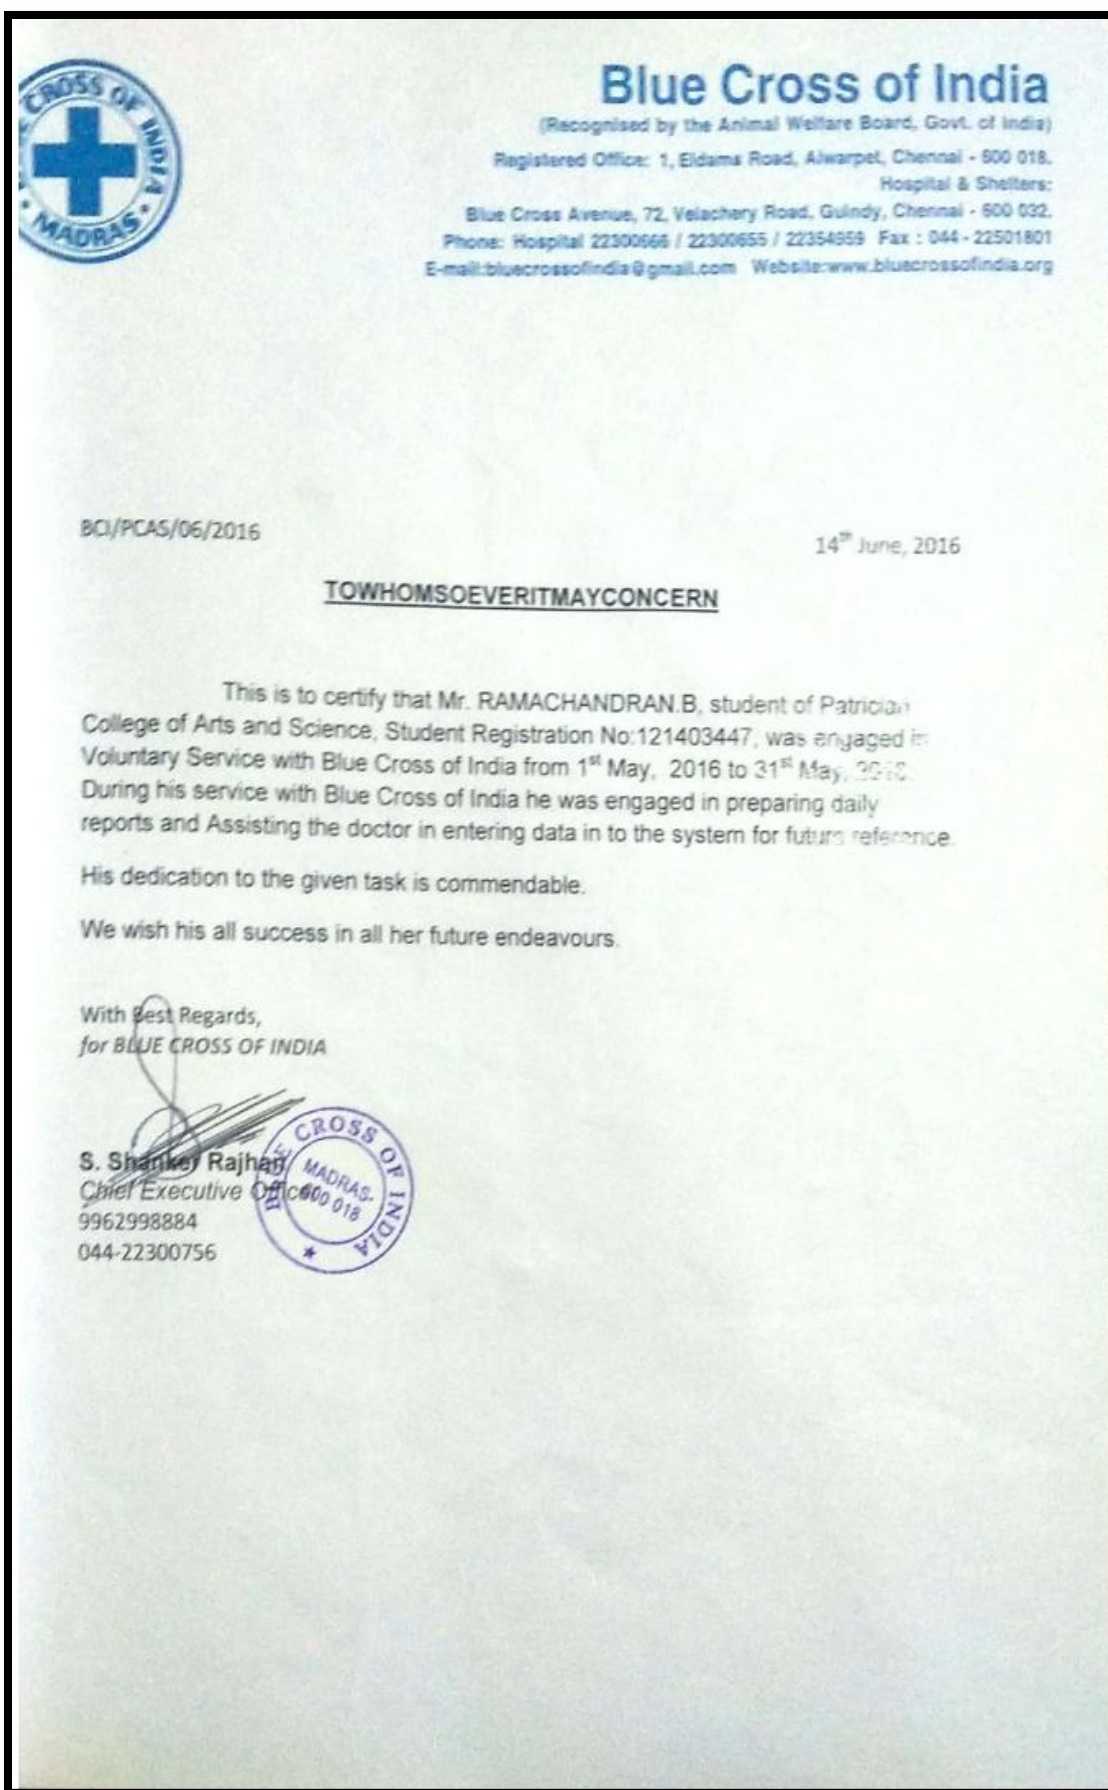 CROSS OF INDIA
MADRAS
Blue Cross of India
(Recognised by the Animal Welfare Board, Govt. of India)
Registered Office: 1, Eldams Road, Alwarpet, Chennai - 600 018.
Hospital & Shelters:
Blue Cross Avenue, 72, Velachery Road, Guindy, Chennai - 600 032.
Phone: Hospital 22300666 / 22300655 / 22354959 Fax : 044 - 22501801
E-mail:bluecrossofindia@gmail.com Website:www.bluecrossofindia.org
BCI/PCAS/06/2016
14th June, 2016
TOWHOMSOEVERITMAYCONCERN
This is to certify that Mr. RAMACHANDRAN.B, student of Patrician
College of Arts and Science, Student Registration No:121403447, was engaged in
Voluntary Service with Blue Cross of India from 1st May, 2016 to 31st May,
During his service with Blue Cross of India he was engaged in preparing daily
reports and Assisting the doctor in entering data in to the system for future reference.
His dedication to the given task is commendable.
We wish his all success in all her future endeavours.
With Best Regards,
for BLUE CROSS OF INDIA
S. Shanker Rajhan
Chief Executive Officer
9962998884
044-22300756
BLUE CROSS OF INDIA
MADRAS-
600 018